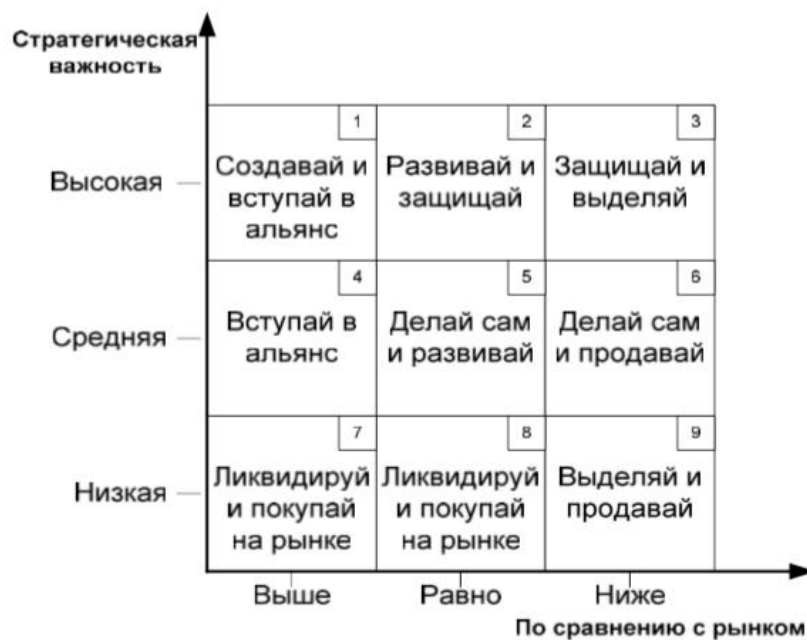 Стратегическая
важность
1
2
3
Высокая
Создавай и
вступай в
альянс
Развивай и
защищай
Защищай и
выделяй
4
5
6
Средняя
Вступай в
альянс
Делай сам
и развивай
Делай сам
и продавай
7
8
9
Низкая
Ликвидируй
и покупай
на рынке
Ликвидируй
и покупай
на рынке
Выделяй и
продавай
Выше
Равно
Ниже
По сравнению с рынком